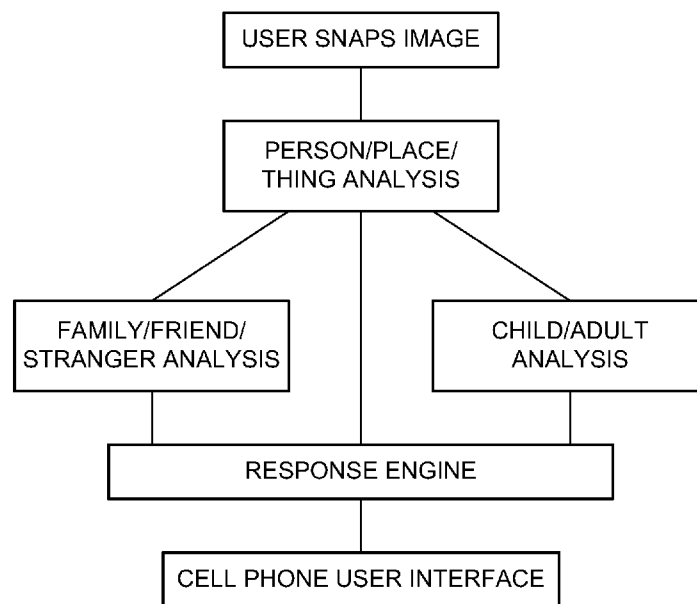 USER SNAPS IMAGE
PERSON/PLACE/
THING ANALYSIS
FAMILY/FRIEND/
STRANGER ANALYSIS
CHILD/ADULT
ANALYSIS
RESPONSE ENGINE
CELL PHONE USER INTERFACE